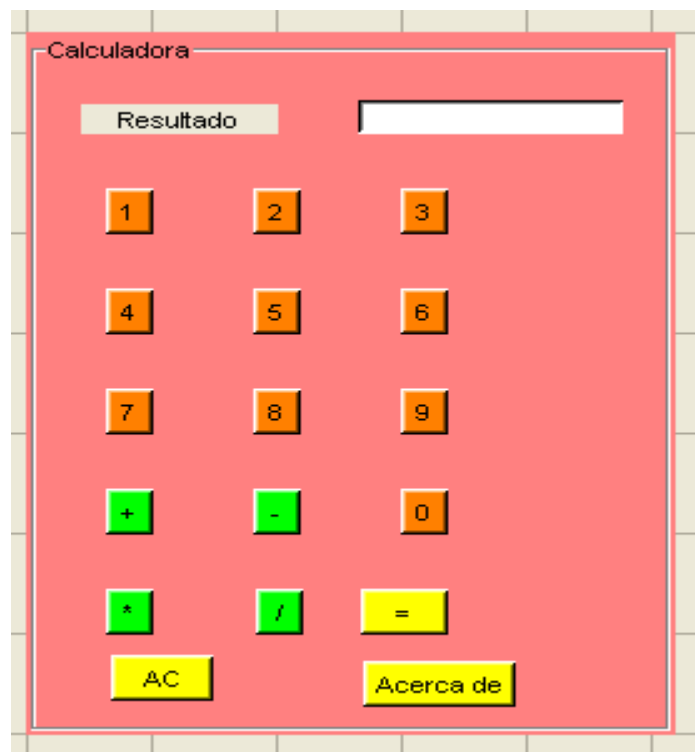 Calculadora
Resultado
1 2 3
4 5 6
7 8 9
+ - 0
* / =
AC Acerca de